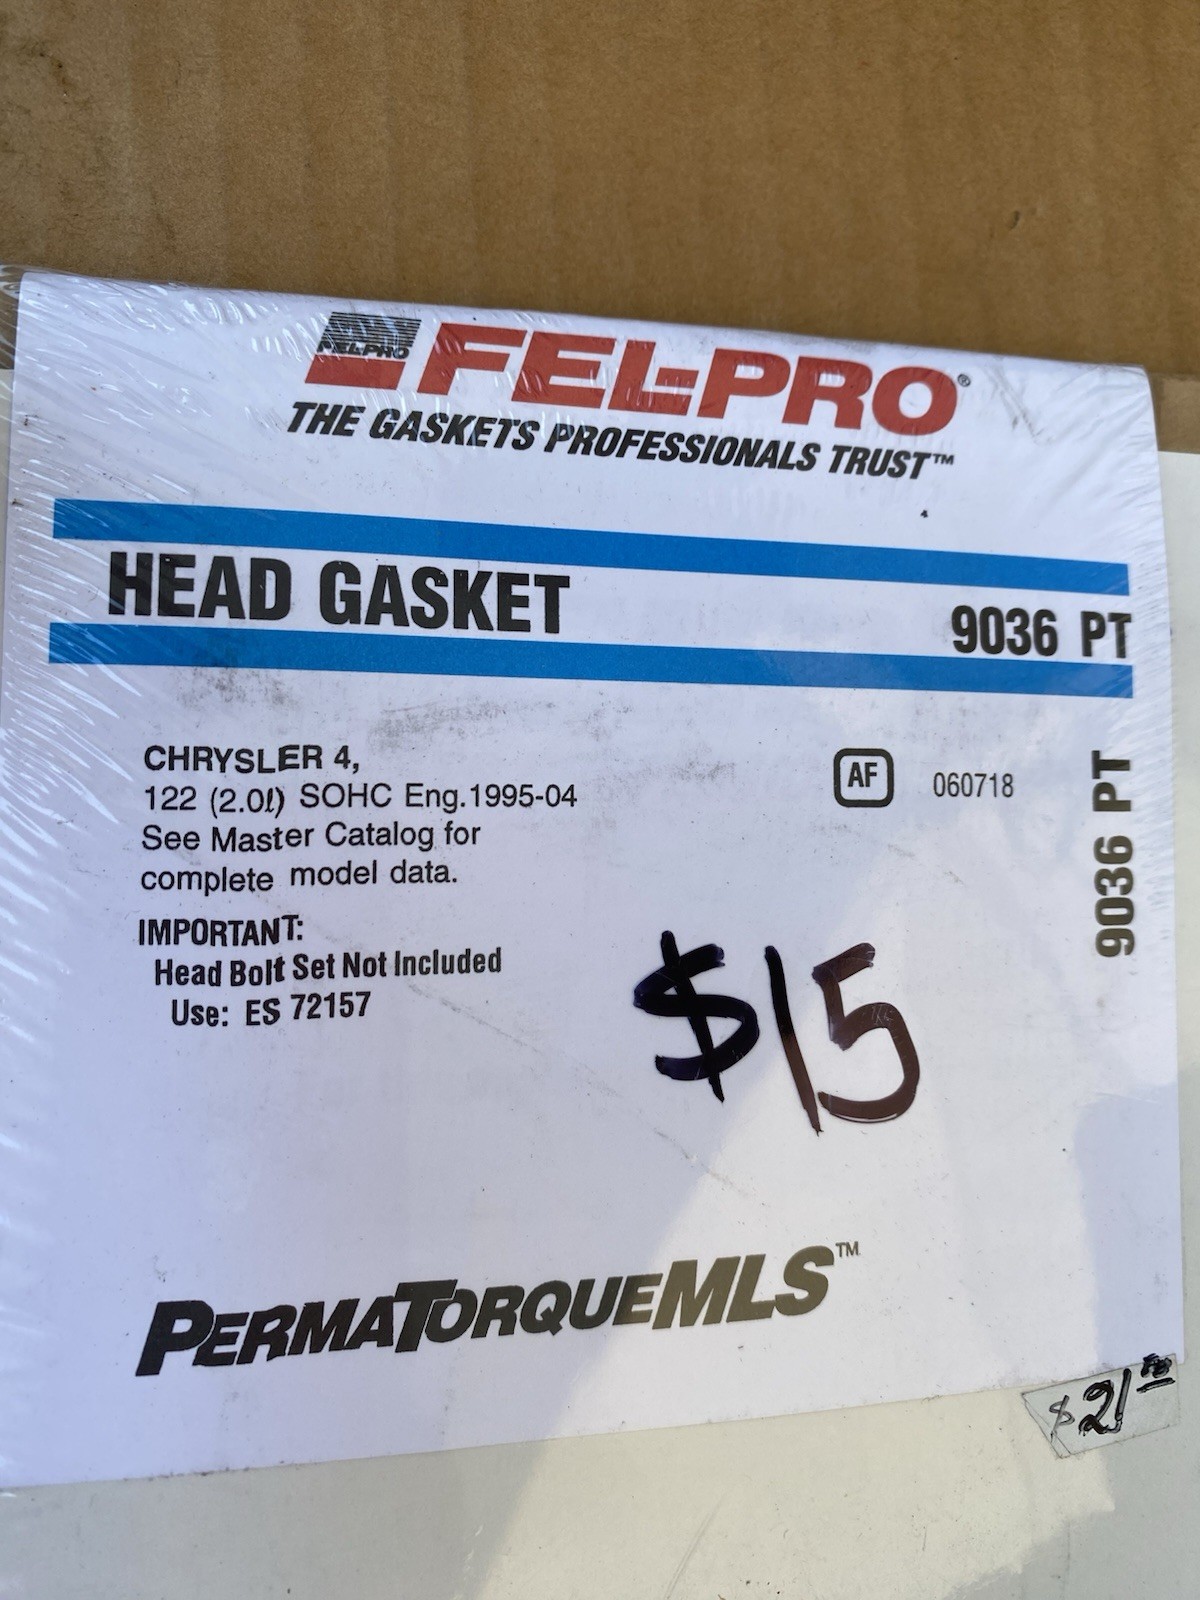 FELPRO
FEL-PRO®
THE GASKETS PROFESSIONALS TRUST™
HEAD GASKET
9036 PT
CHRYSLER 4,
122 (2.0ℓ) SOHC Eng.1995-04
See Master Catalog for
complete model data.
AF 060718
9036 PT
IMPORTANT:
Head Bolt Set Not Included
Use: ES 72157
$15
PERMATORQUEMLS™
$21